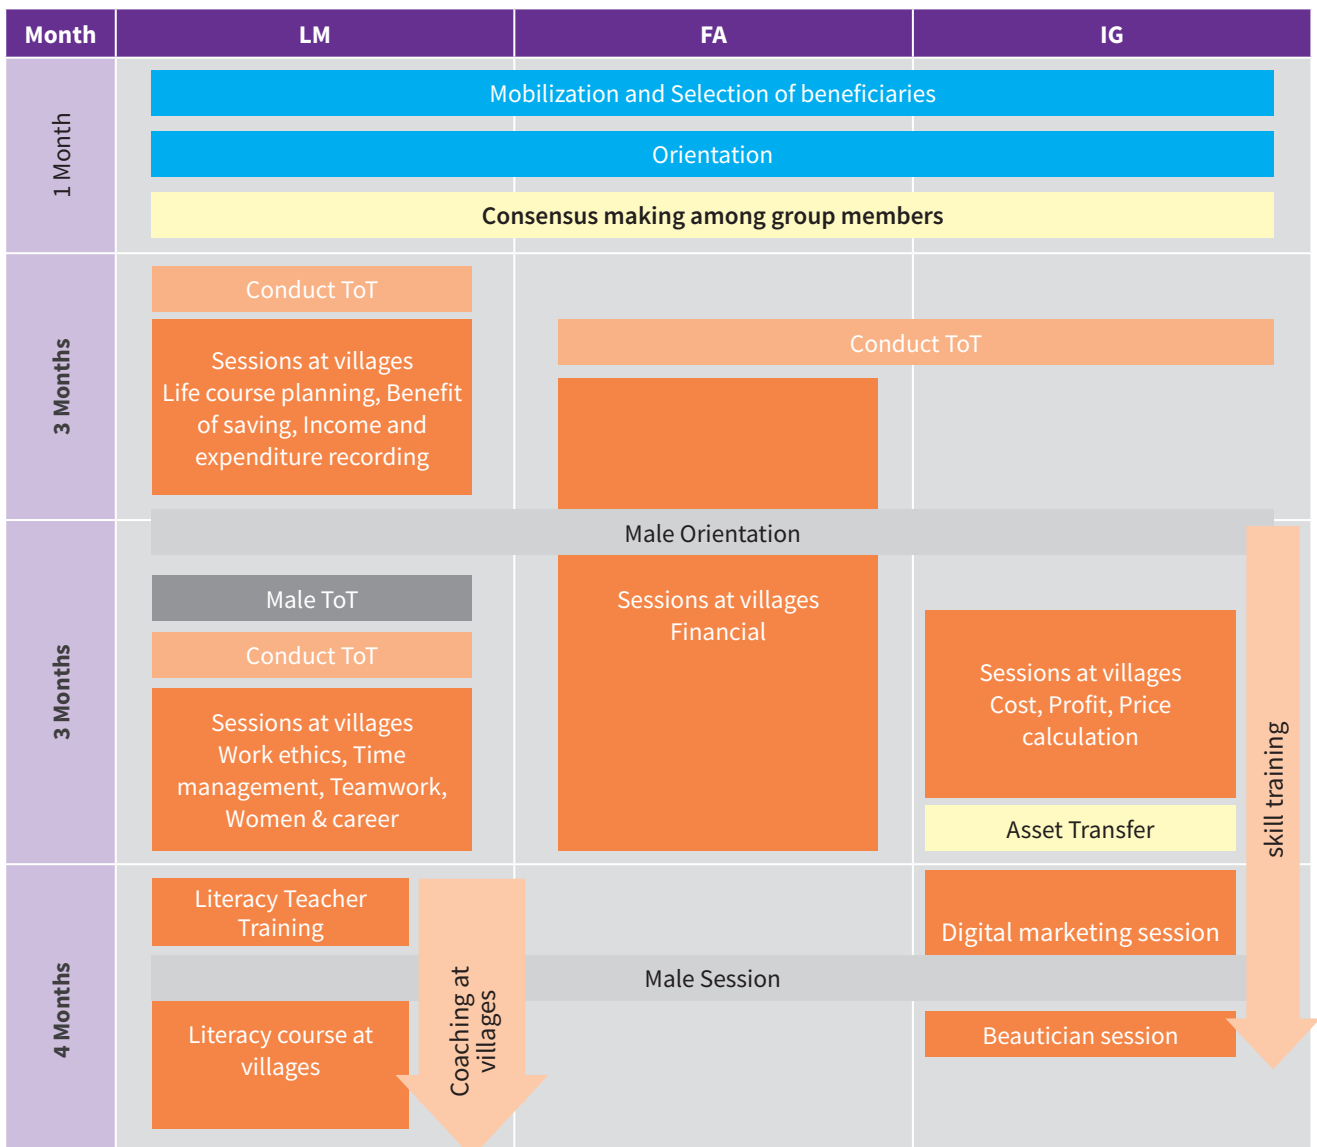 Month
LM
FA
IG
1 Month
Mobilization and Selection of beneficiaries
Orientation
Consensus making among group members
3 Months
Conduct ToT
Sessions at villages
Life course planning, Benefit
of saving, Income and
expenditure recording
Conduct ToT
Male Orientation
3 Months
Male ToT
Conduct ToT
Sessions at villages
Work ethics, Time
management, Teamwork,
Women & career
Sessions at villages
Financial
Sessions at villages
Cost, Profit, Price
calculation
Asset Transfer
skill training
4 Months
Literacy Teacher
Training
Coaching at
villages
Digital marketing session
Male Session
Literacy course at
villages
Beautician session